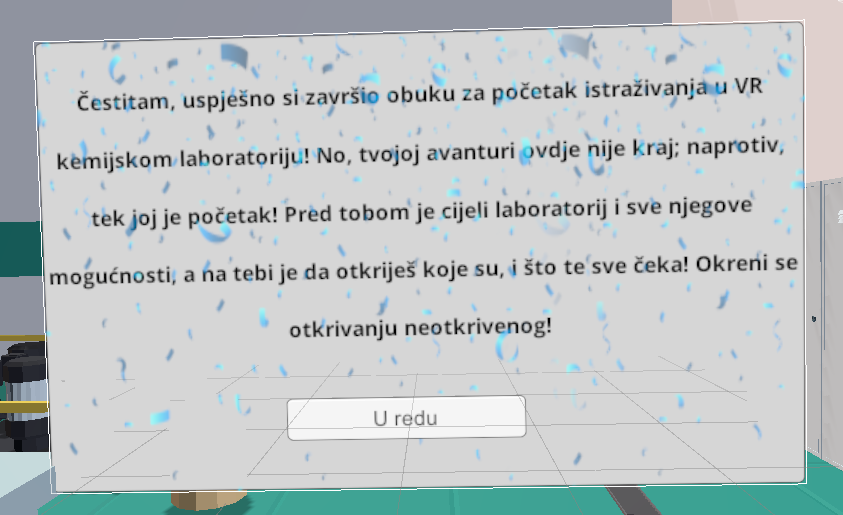 Čestitam, uspješno si završio obuku za početak istraživanja u VR
kemijskom laboratoriju! No, tvojoj avanturi ovdje nije kraj; naprotiv,
tek joj je početak! Pred tobom je cijeli laboratorij i sve njegove
mogućnosti, a na tebi je da otkriješ koje su, i što te sve čeka! Okreni se
otkrivanju neotkrivenog!
U redu